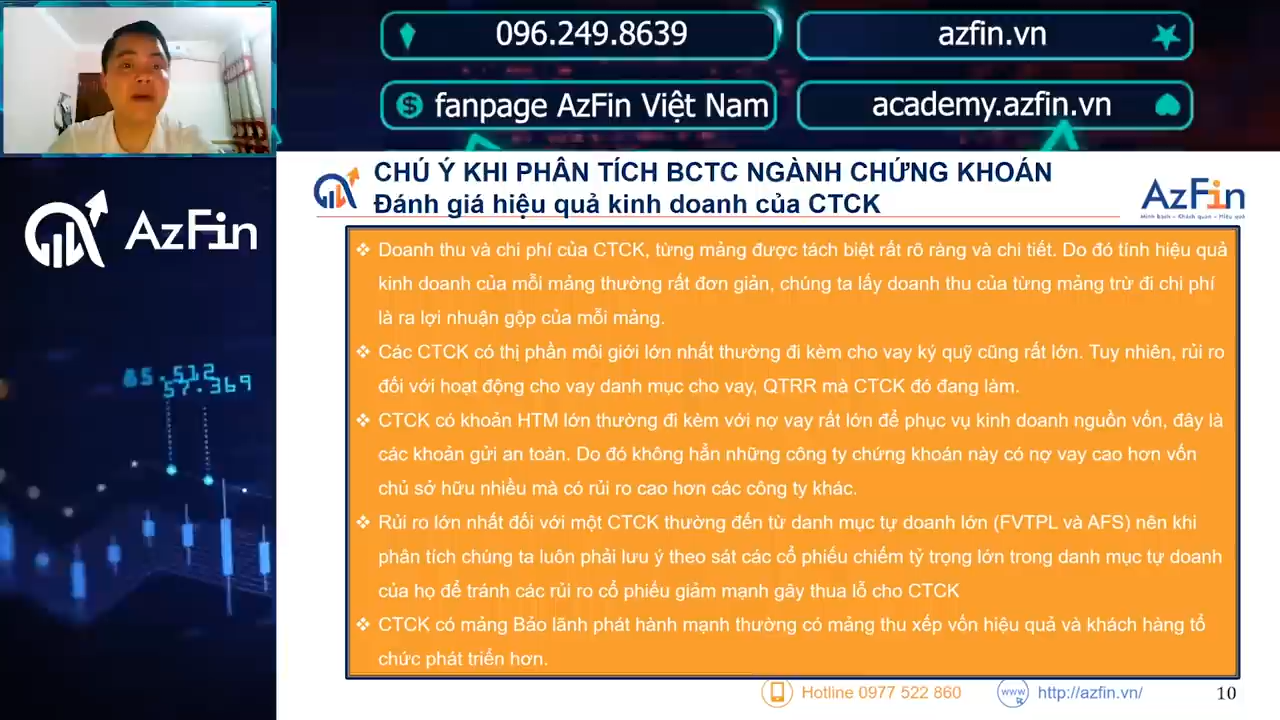 096.249.8639
azfin.vn
fanpage AzFin Việt Nam
academy.azfin.vn
AzFin
65.512
57.369
CHÚ Ý KHI PHÂN TÍCH BCTC NGÀNH CHỨNG KHOÁN
Đánh giá hiệu quả kinh doanh của CTCK
AzFin
Minh bạch - Khách quan - Hiệu quả
❖ Doanh thu và chi phí của CTCK, từng mảng được tách biệt rất rõ ràng và chi tiết. Do đó tính hiệu quả
kinh doanh của mỗi mảng thường rất đơn giản, chúng ta lấy doanh thu của từng mảng trừ đi chi phí
là ra lợi nhuận gộp của mỗi mảng.
❖ Các CTCK có thị phần môi giới lớn nhất thường đi kèm cho vay ký quỹ cũng rất lớn. Tuy nhiên, rủi ro
đối với hoạt động cho vay danh mục cho vay, QTRR mà CTCK đó đang làm.
❖ CTCK có khoản HTM lớn thường đi kèm với nợ vay rất lớn để phục vụ kinh doanh nguồn vốn, đây là
các khoản gửi an toàn. Do đó không hẳn những công ty chứng khoán này có nợ vay cao hơn vốn
chủ sở hữu nhiều mà có rủi ro cao hơn các công ty khác.
❖ Rủi ro lớn nhất đối với một CTCK thường đến từ danh mục tự doanh lớn (FVTPL và AFS) nên khi
phân tích chúng ta luôn phải lưu ý theo sát các cổ phiếu chiếm tỷ trọng lớn trong danh mục tự doanh
của họ để tránh các rủi ro cổ phiếu giảm mạnh gây thua lỗ cho CTCK
❖ CTCK có mảng Bảo lãnh phát hành mạnh thường có mảng thu xếp vốn hiệu quả và khách hàng tổ
chức phát triển hơn.
Hotline 0977 522 860
www
http://azfin.vn/
10